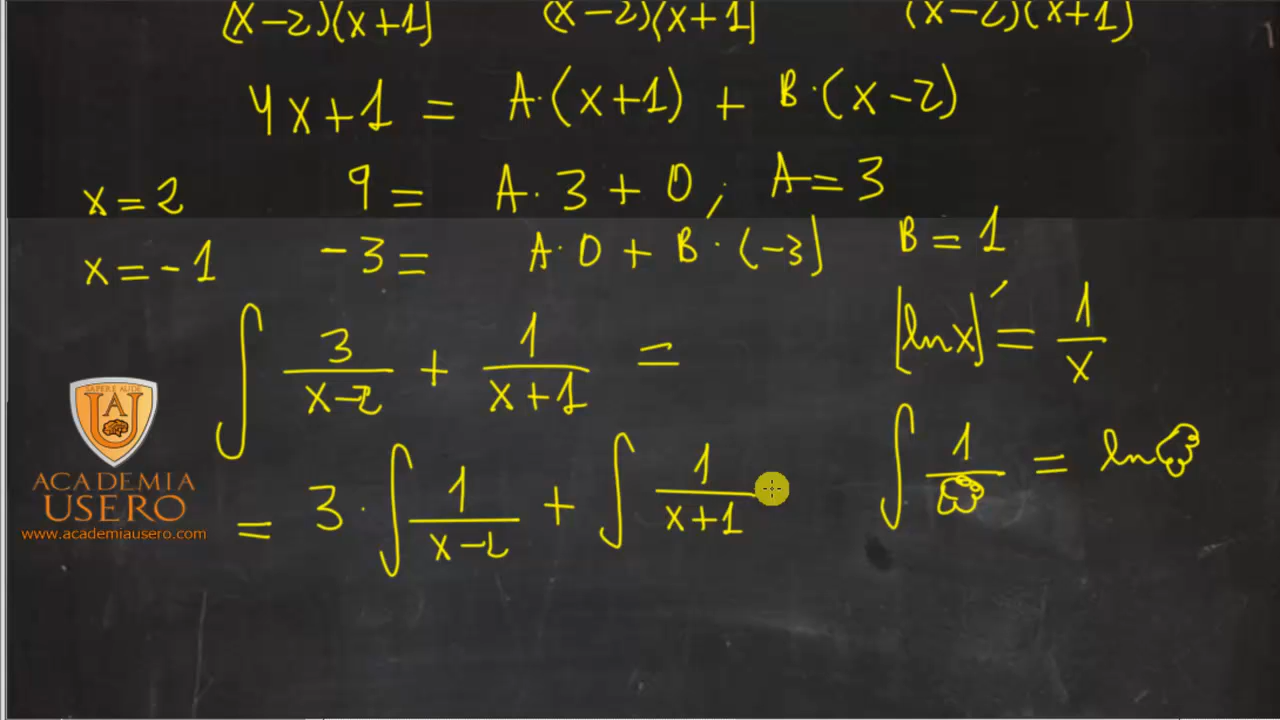 (x-2)(x+1) (x-2)(x+1) (x-2)(x+1)
4x+1 = A·(x+1) + B·(x-2)
x=2 9 = A·3+0, A=3
x=-1 -3= A·0+B·(-3) B=1
∫ 3/(x-2) + 1/(x+1) = (ln x)' = 1/x
= 3·∫ 1/(x-2) + ∫ 1/(x+1) ∫ 1/ = ln
SAPERE AUDE
UA
ACADEMIA
USERO
www.academiausero.com